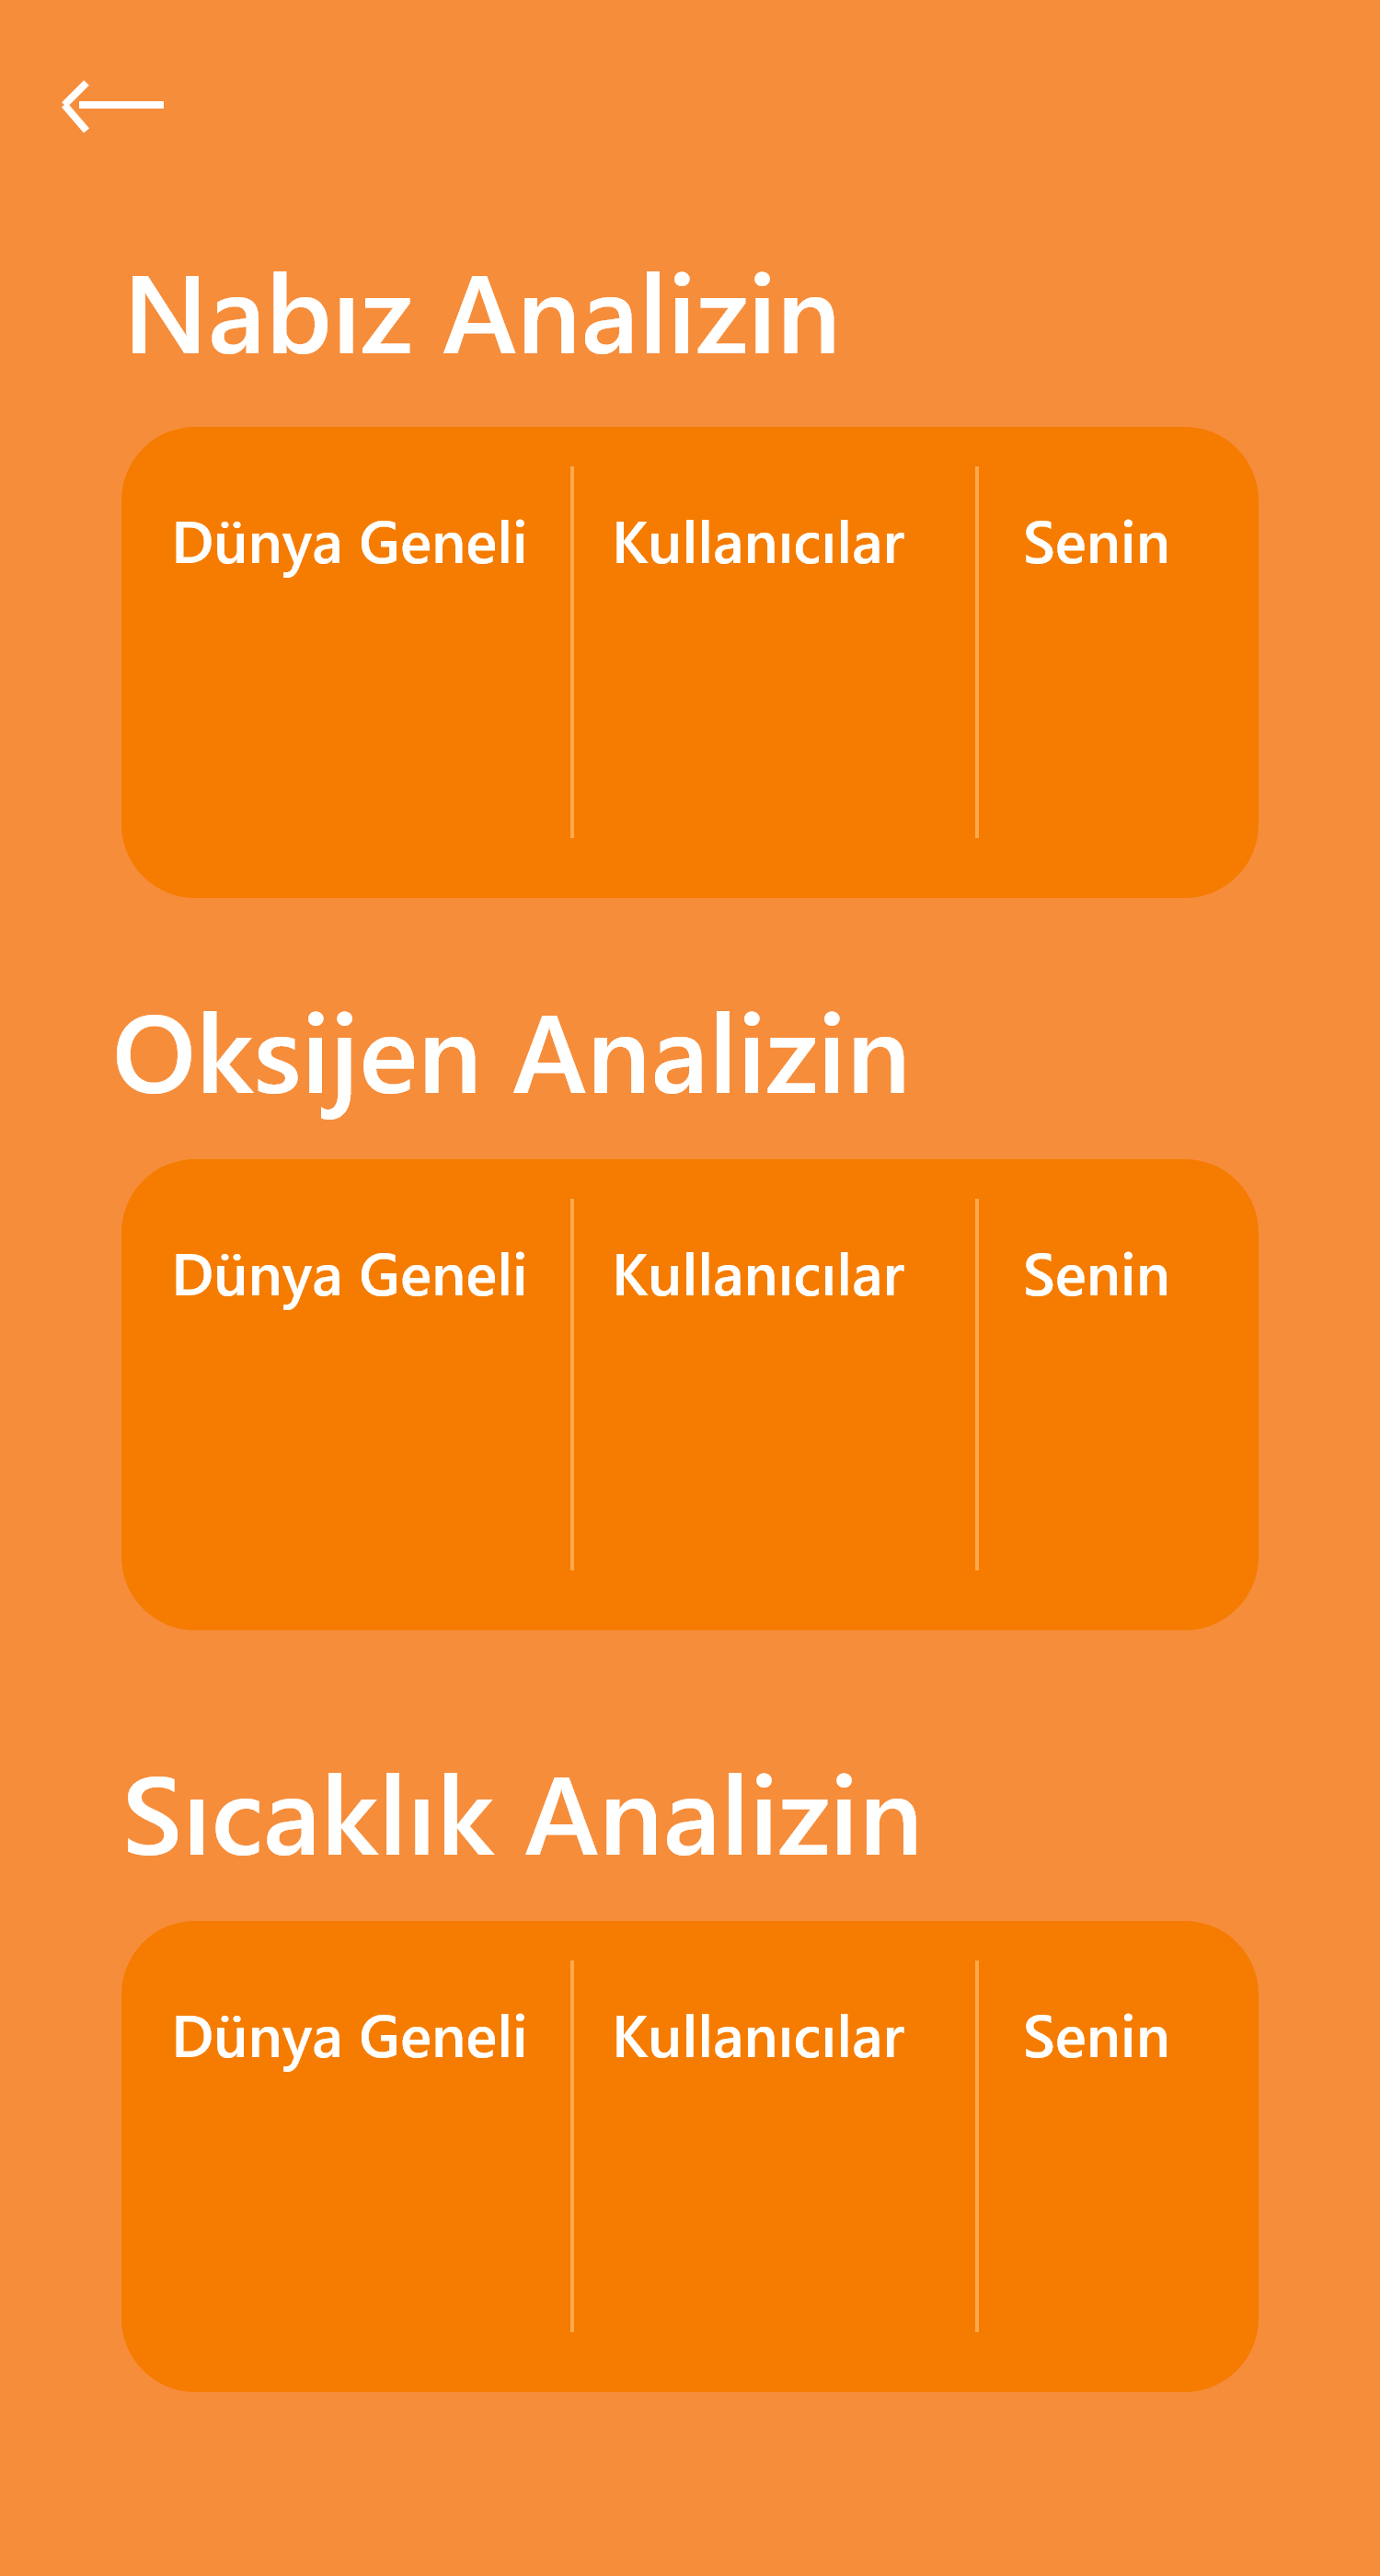 Nabız Analizin
Dünya Geneli Kullanıcılar Senin
Oksijen Analizin
Dünya Geneli Kullanıcılar Senin
Sıcaklık Analizin
Dünya Geneli Kullanıcılar Senin